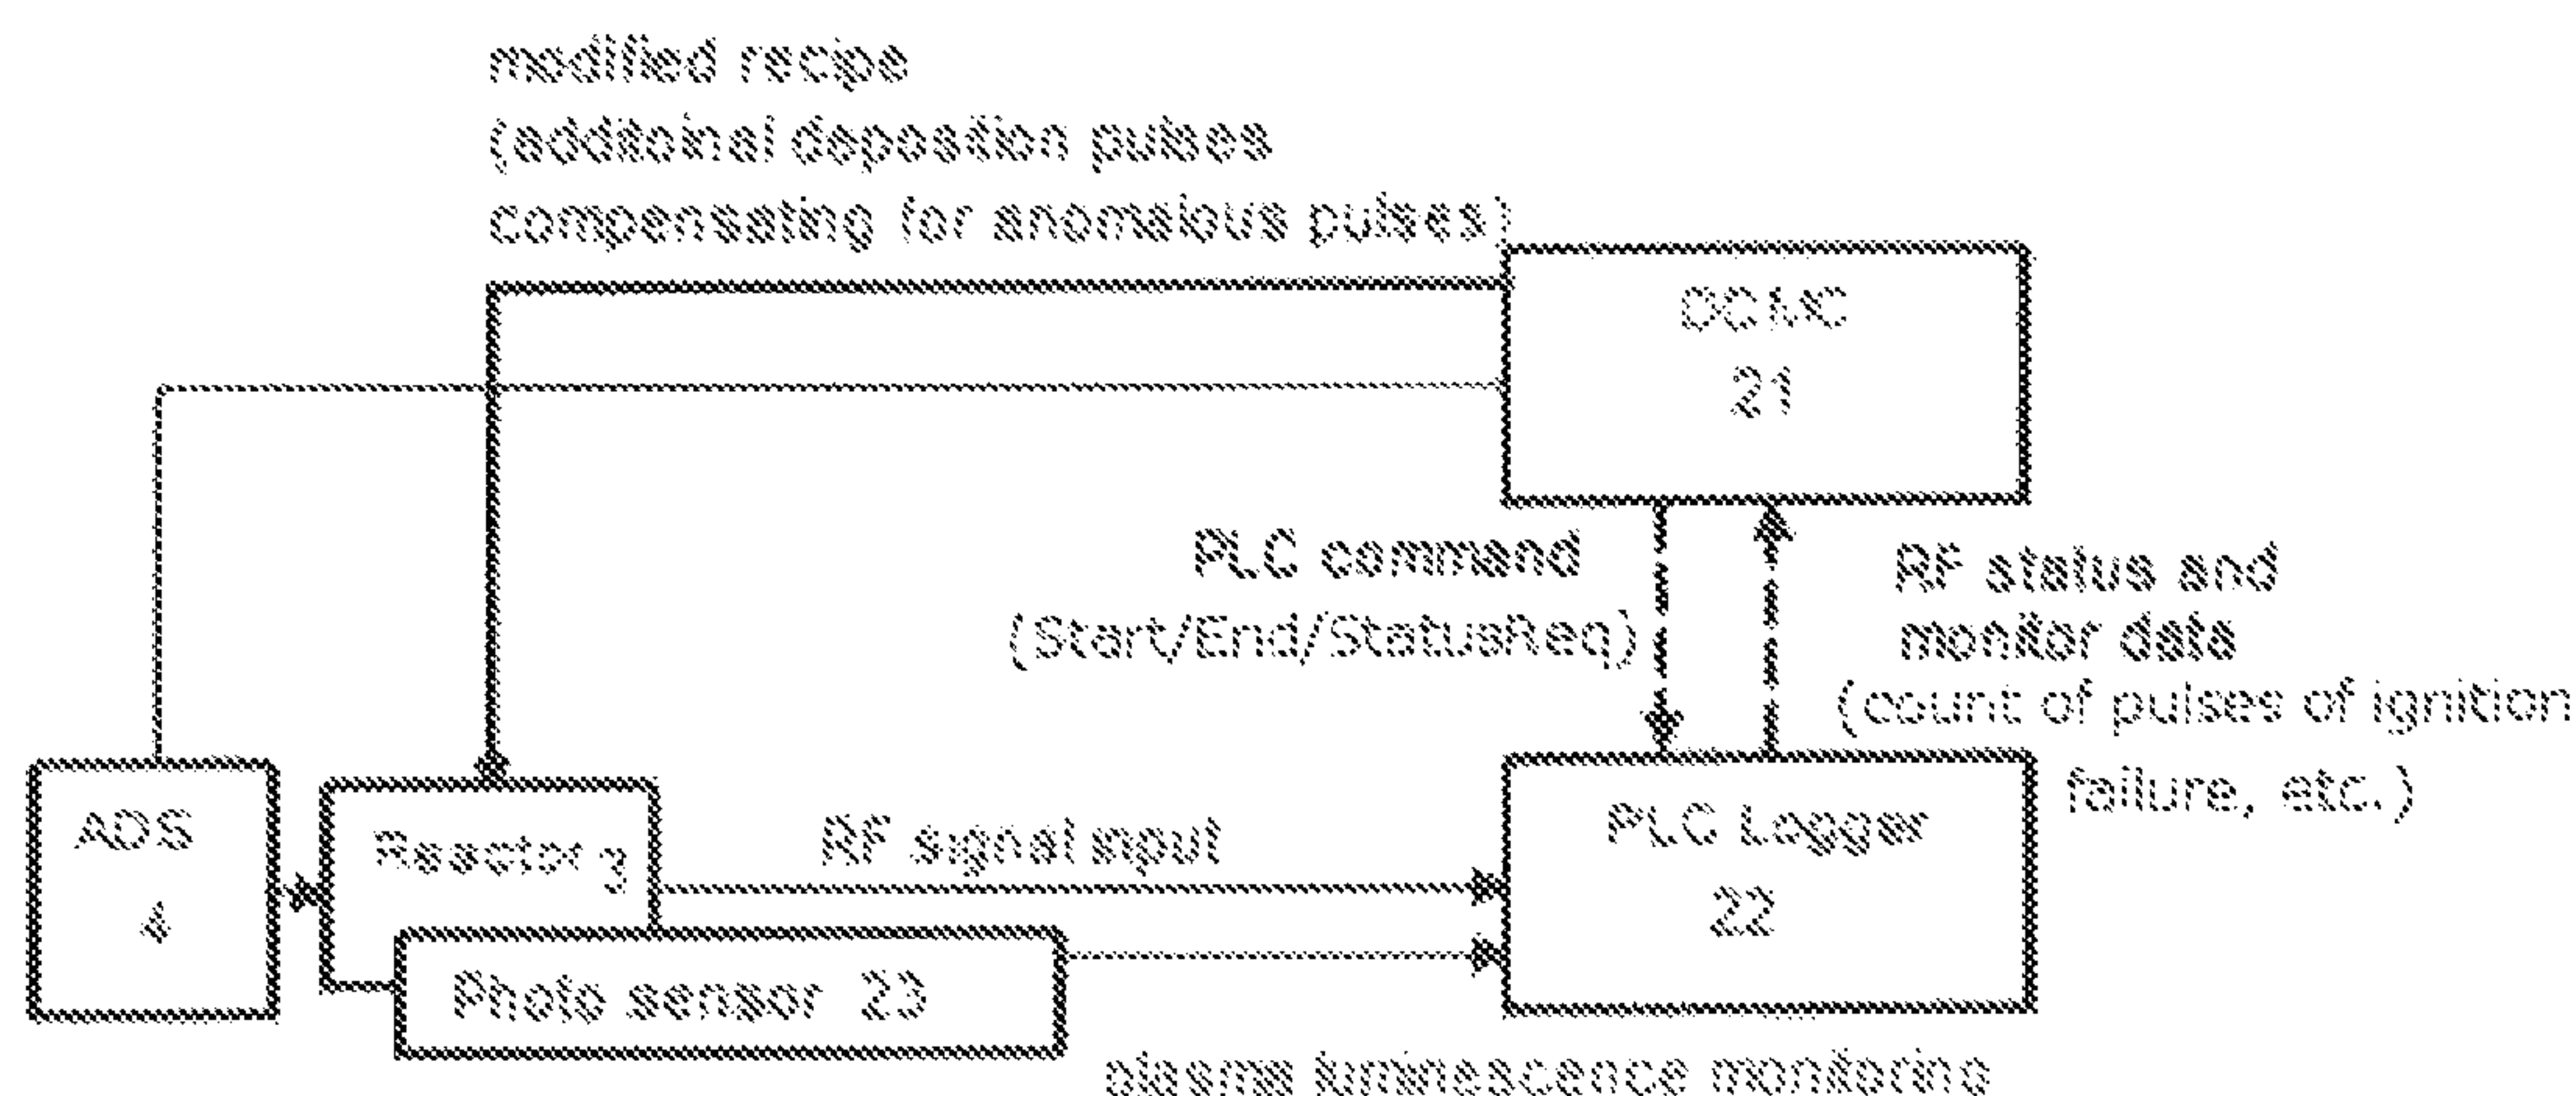 modified recipe
(additoinal deposition pulses
compensating for anomalous pulses)
DCMC
21
PLC command
(Start/End/StatusReq)
RF status and
monitor data
(count of pulses of ignition
failure, etc.)
ADS
4
Reactor 3
RF signal input
PLC Logger
22
Photo sensor 23
plasma luminescence monitoring